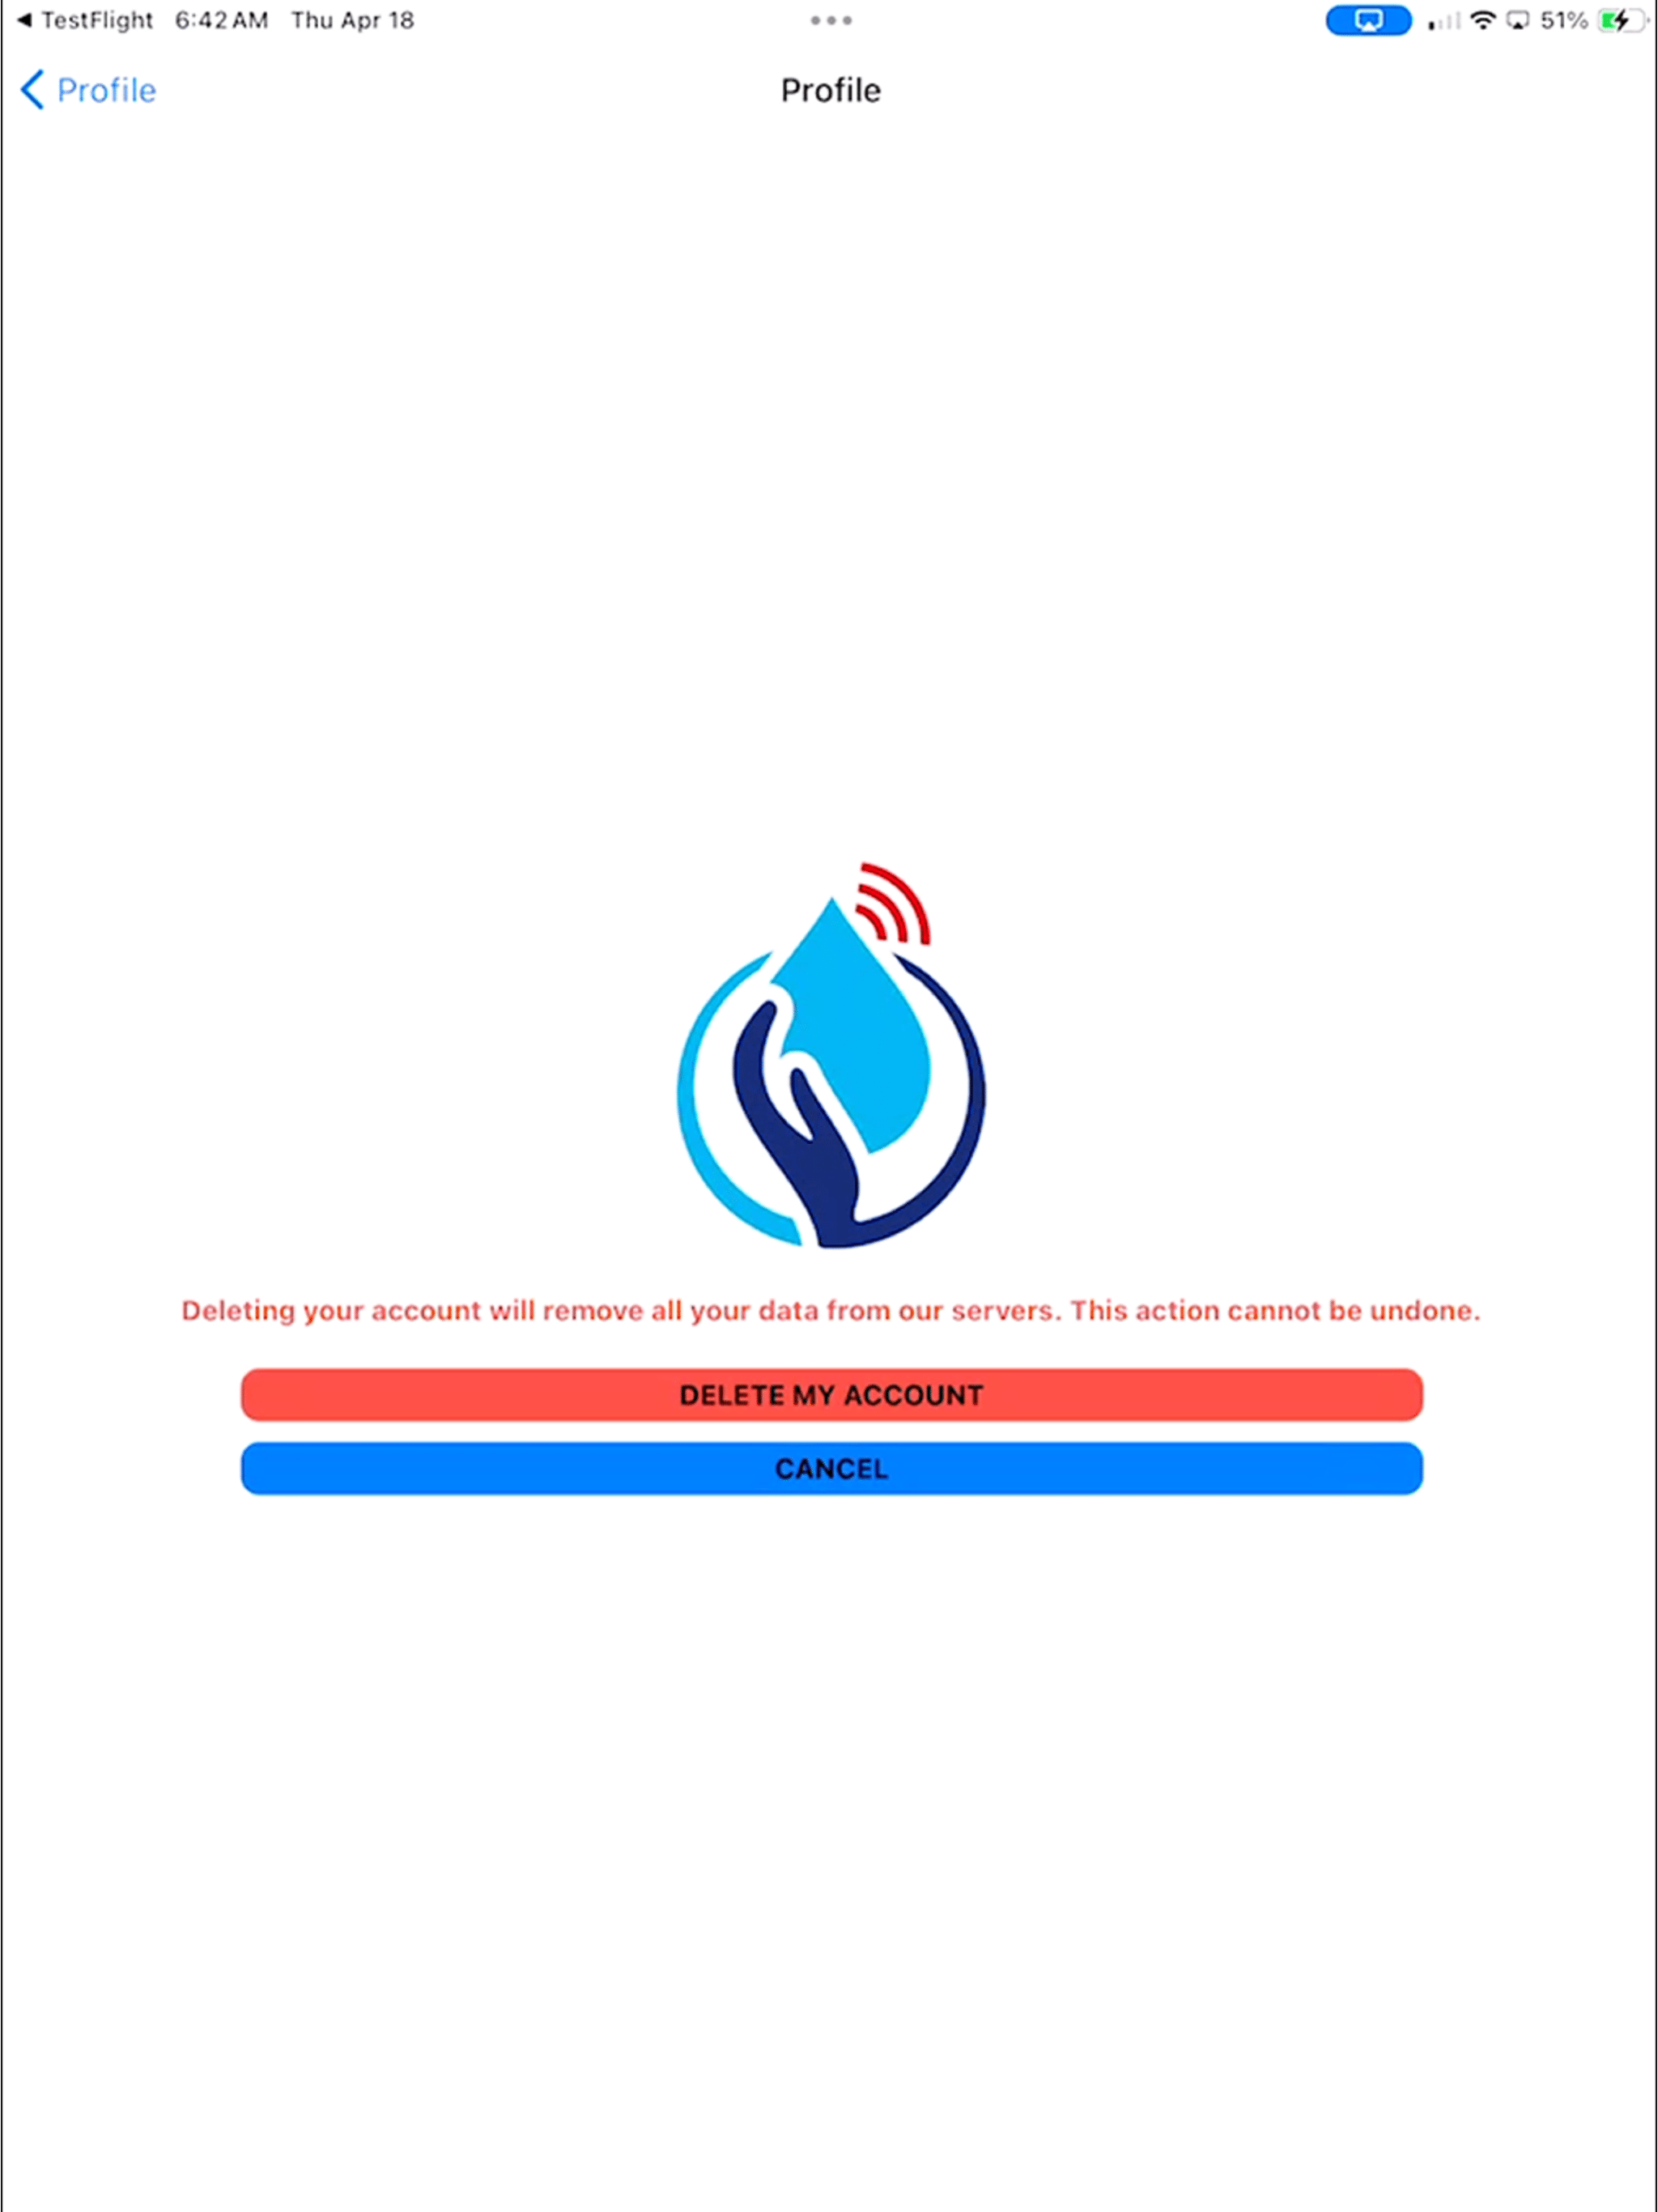 TestFlight 6:42 AM Thu Apr 18 51%
Profile Profile
Deleting your account will remove all your data from our servers. This action cannot be undone.
DELETE MY ACCOUNT
CANCEL